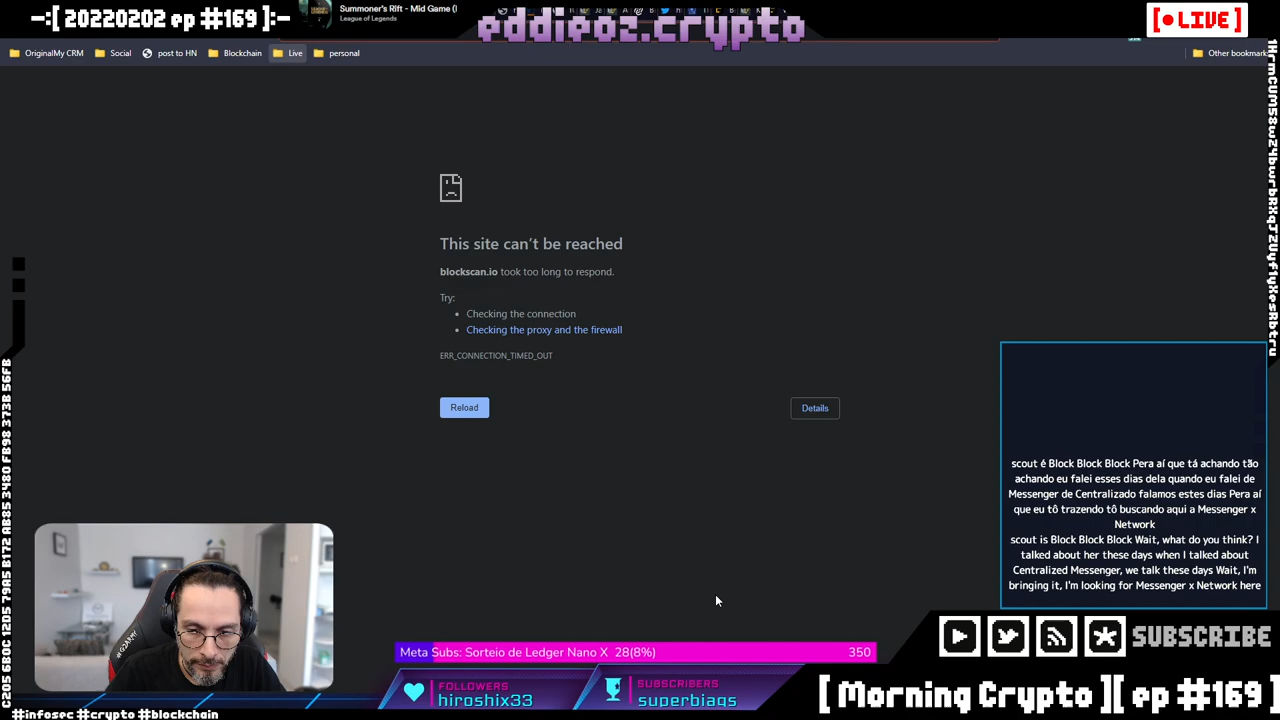 -:[ 20220202 ep #169 ]:-
Summoner's Rift - Mid Game (
League of Legends
eddieoz.crypto
[•LIVE]
OriginalMy CRM
Social
post to HN
Blockchain
Live
personal
Other bookmark
This site can't be reached
blockscan.io took too long to respond.
Try:
Checking the connection
Checking the proxy and the firewall
ERR_CONNECTION_TIMED_OUT
Reload
Details
scout é Block Block Block Pera aí que tá achando tão
achando eu falei esses dias dela quando eu falei de
Messenger de Centralizado falamos estes dias Pera aí
que eu tô trazendo tô buscando aqui a Messenger x
Network
scout is Block Block Block Wait, what do you think? I
talked about her these days when I talked about
Centralized Messenger, we talk these days Wait, I'm
bringing it, I'm looking for Messenger x Network here
Meta Subs: Sorteio de Ledger Nano X 28(8%)
350
FOLLOWERS
hiroshix33
SUBSCRIBERS
superbiaqs
SUBSCRIBE
[ Morning Crypto ][ ep #169 ]
#infosec #crypto #blockchain